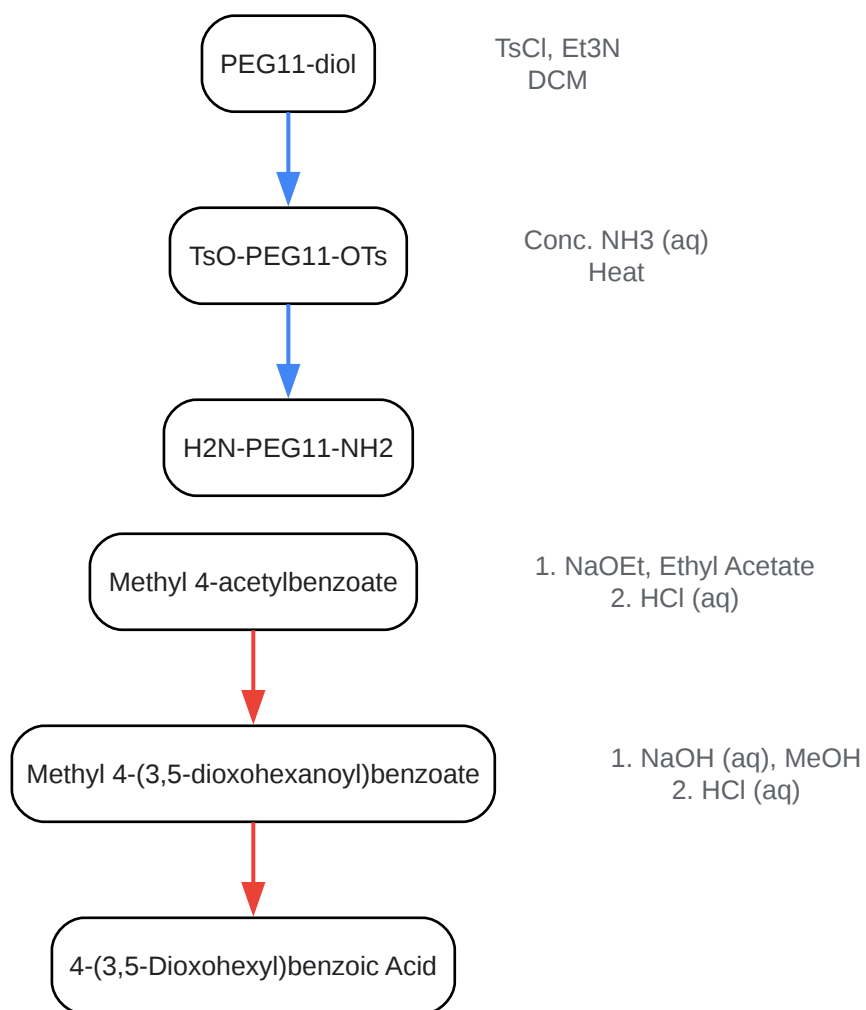 PEG11-diol
TsCl, Et3N
DCM
TsO-PEG11-OTs
Conc. NH3 (aq)
Heat
H2N-PEG11-NH2
Methyl 4-acetylbenzoate
1. NaOEt, Ethyl Acetate
2. HCl (aq)
Methyl 4-(3,5-dioxohexanoyl)benzoate
1. NaOH (aq), MeOH
2. HCl (aq)
4-(3,5-Dioxohexyl)benzoic Acid